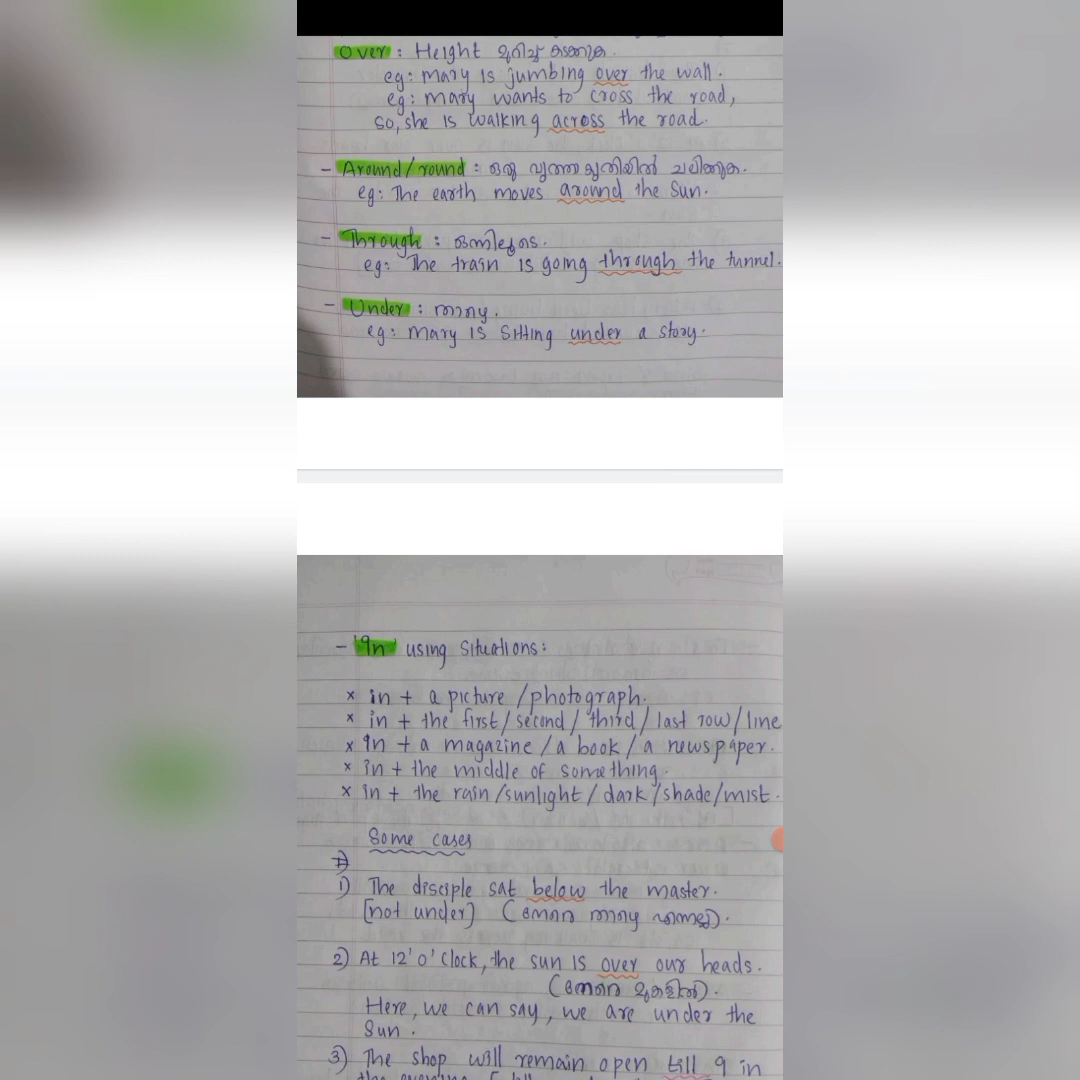 Over : Height മുറിച്ച് കടക്കുക.
eg: mary is jumbing over the wall.
eg: mary wants to cross the road,
so, she is walking across the road.
- Around/round : ഒരു വൃത്താകൃതിയിൽ ചലിക്കുക.
eg: The earth moves around the Sun.
- Through : ഒന്നിലൂടെ.
eg: The train is going through the tunnel.
- Under : താഴെ.
eg: mary is sitting under a story.
- 'In' using situations:
x in + a picture / photograph.
x in + the first / second / third / last row / line
x In + a magazine / a book / a newspaper.
x in + the middle of something.
x in + the rain / sunlight / dark / shade / mist.
Some cases
1) The disciple sat below the master.
[not under] (നേരെ താഴെ എന്നല്ല).
2) At 12'o'clock, the sun is over our heads.
(നേരെ മുകളിൽ).
Here, we can say, we are under the
Sun.
3) The shop will remain open till 9 in
the evening